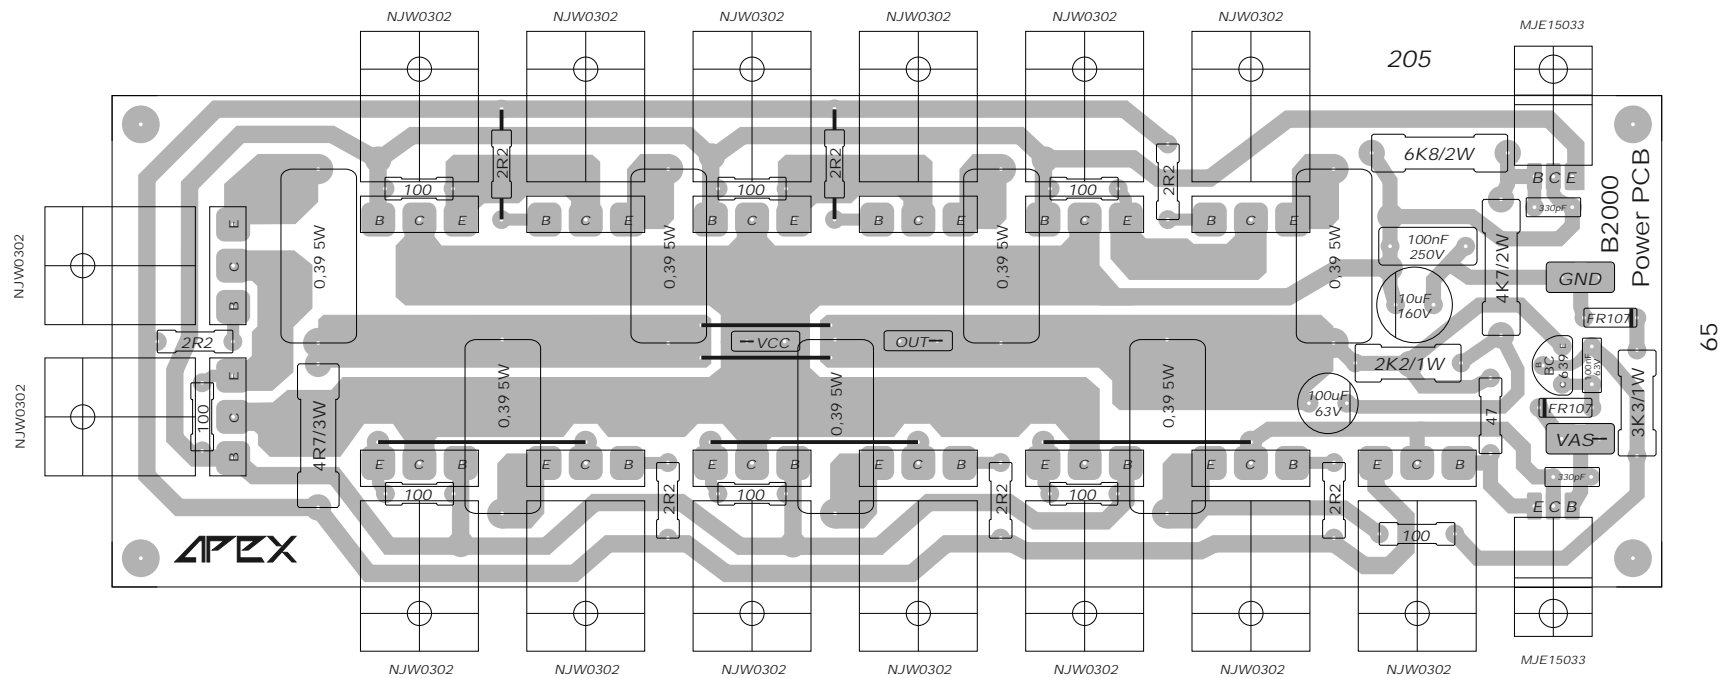 NJW0302 NJW0302 NJW0302 NJW0302 NJW0302 NJW0302
MJE15033
205
6K8/2W
2R2 2R2 2R2
100 100 100
B C E
330pF
B C E B C E B C E B C E B C E B C E
B2000
Power PCB
NJW0302
E
C
B
0,39 5W 0,39 5W 0,39 5W 0,39 5W
100nF
250V
4K7/2W
GND
10uF
160V
FR107
65
2R2
VCC
OUT
2K2/1W
BC
639
B
E
100nF
63V
NJW0302
E
C
B
100
4R7/3W
0,39 5W 0,39 5W 0,39 5W
100uF
63V
47
FR107
VAS
3K3/1W
E C B E C B E C B E C B E C B E C B E C B
330pF
100 100 100
2R2 2R2 2R2
E C B
100
APEX
NJW0302 NJW0302 NJW0302 NJW0302 NJW0302 NJW0302 NJW0302
MJE15033